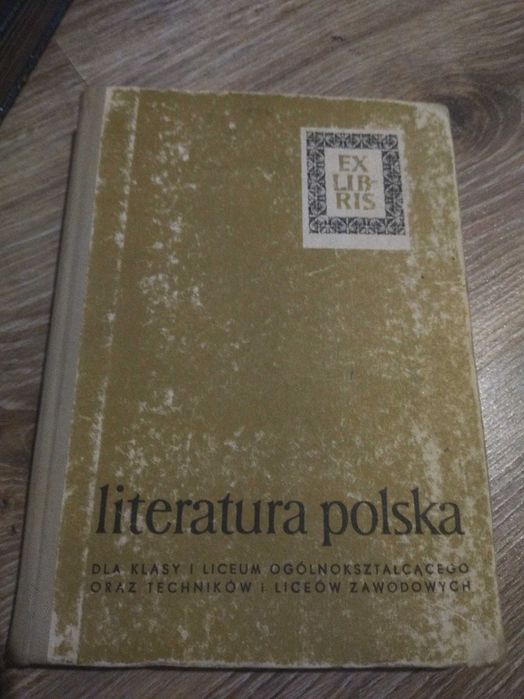 EX
LIB-
RIS
literatura polska
DLA KLASY I LICEUM OGÓLNOKSZTAŁCĄCEGO
ORAZ TECHNIKÓW i LICEÓW ZAWODOWYCH